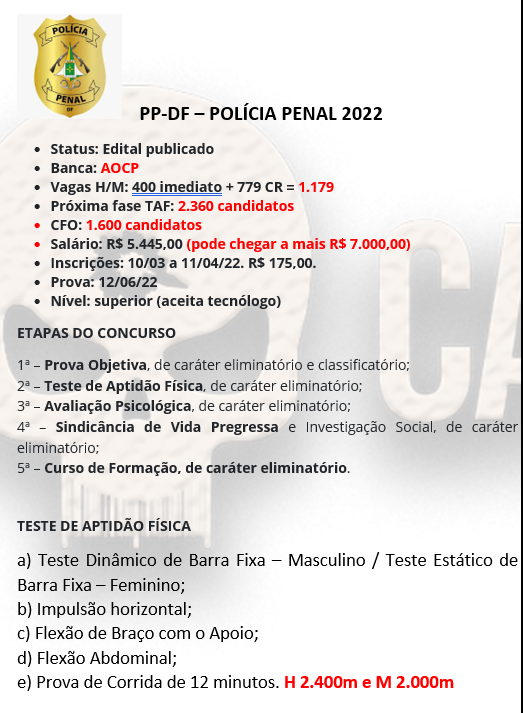 POLÍCIA
PENAL
DF
PP-DF – POLÍCIA PENAL 2022
• Status: Edital publicado
• Banca: AOCP
• Vagas H/M: 400 imediato + 779 CR = 1.179
• Próxima fase TAF: 2.360 candidatos
• CFO: 1.600 candidatos
• Salário: R$ 5.445,00 (pode chegar a mais R$ 7.000,00)
• Inscrições: 10/03 a 11/04/22. R$ 175,00.
• Prova: 12/06/22
• Nível: superior (aceita tecnólogo)
ETAPAS DO CONCURSO
1ª – Prova Objetiva, de caráter eliminatório e classificatório;
2ª – Teste de Aptidão Física, de caráter eliminatório;
3ª – Avaliação Psicológica, de caráter eliminatório;
4ª – Sindicância de Vida Pregressa e Investigação Social, de caráter
eliminatório;
5ª – Curso de Formação, de caráter eliminatório.
TESTE DE APTIDÃO FÍSICA
a) Teste Dinâmico de Barra Fixa – Masculino / Teste Estático de
Barra Fixa – Feminino;
b) Impulsão horizontal;
c) Flexão de Braço com o Apoio;
d) Flexão Abdominal;
e) Prova de Corrida de 12 minutos. H 2.400m e M 2.000m
CA